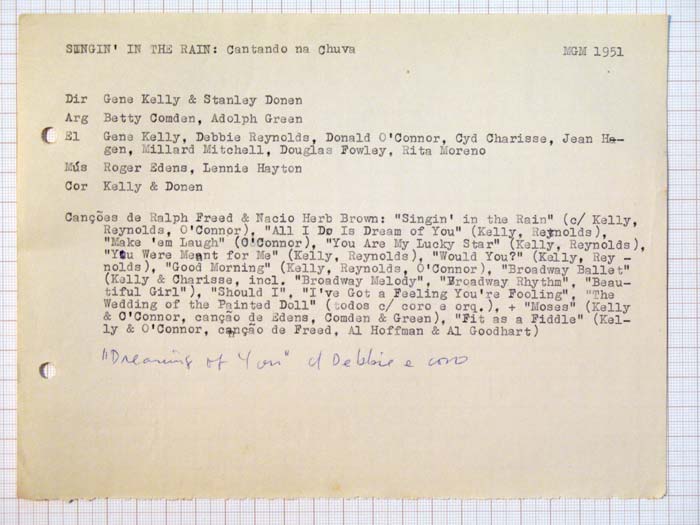 SINGIN' IN THE RAIN: Cantando na Chuva MGM 1951
Dir Gene Kelly & Stanley Donen
Arg Betty Comden, Adolph Green
El Gene Kelly, Debbie Reynolds, Donald O'Connor, Cyd Charisse, Jean Ha-
gen, Millard Mitchell, Douglas Fowley, Rita Moreno
Mús Roger Edens, Lennie Hayton
Cor Kelly & Donen
Canções de Ralph Freed & Nacio Herb Brown: "Singin' in the Rain" (c/ Kelly,
Reynolds, O'Connor), "All I Do Is Dream of You" (Kelly, Reynolds),
"Make 'em Laugh" (O'Connor), "You Are My Lucky Star" (Kelly, Reynolds),
"You Were Meant for Me" (Kelly, Reynolds), "Would You?" (Kelly, Rey -
nolds), "Good Morning" (Kelly, Reynolds, O'Connor), "Broadway Ballet"
(Kelly & Charisse, incl. "Broadway Melody", "Broadway Rhythm", "Beau-
tiful Girl"), "Should I", "I've Got a Feeling You're Fooling", "The
Wedding of the Painted Doll" (todos c/ coro e orq.), + "Moses" (Kelly
& O'Connor, canção de Edens, Comden & Green), "Fit as a Fiddle" (Kel-
ly & O'Connor, canção de Freed, Al Hoffman & Al Goodhart)
"Dreaming of You" c/ Debbie e coro